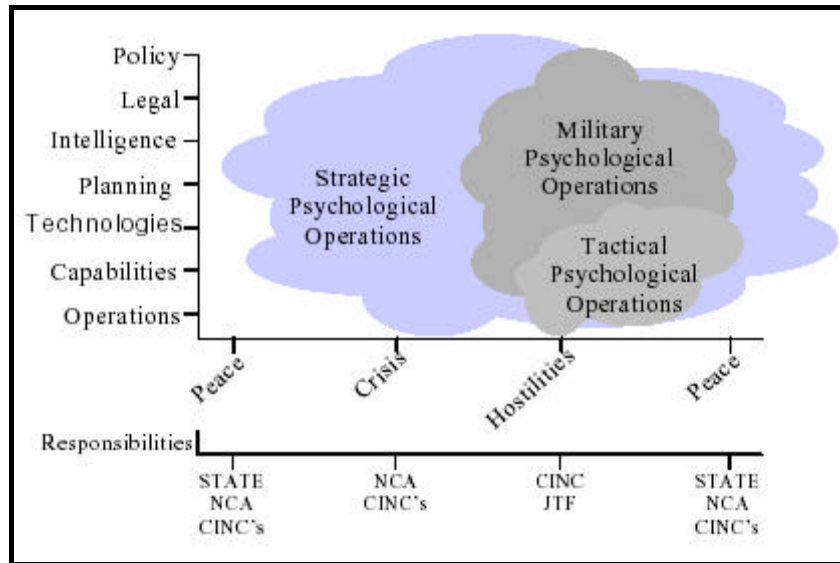 Policy
Legal
Intelligence
Planning
Technologies
Capabilities
Operations
Strategic
Psychological
Operations
Military
Psychological
Operations
Tactical
Psychological
Operations
Peace
Crisis
Hostilities
Peace
Responsibilities
STATE
NCA
CINC's
NCA
CINC's
CINC
JTF
STATE
NCA
CINC's